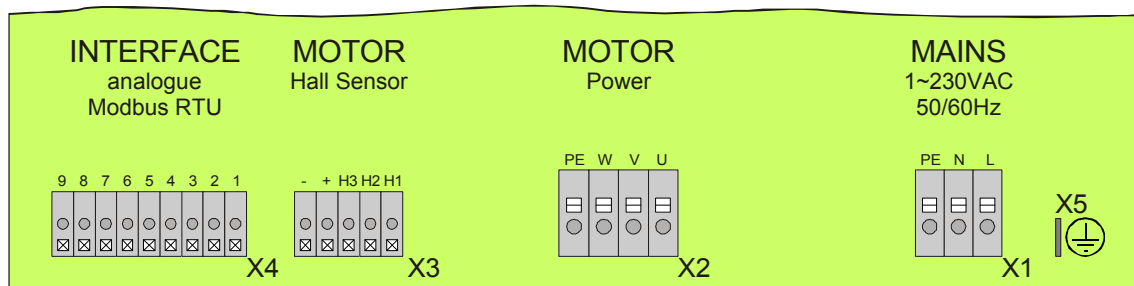 INTERFACE
analogue
Modbus RTU
MOTOR
Hall Sensor
MOTOR
Power
MAINS
1~230VAC
50/60Hz
9 8 7 6 5 4 3 2 1
X4
- + H3 H2 H1
X3
PE W V U
X2
PE N L
X1
X5